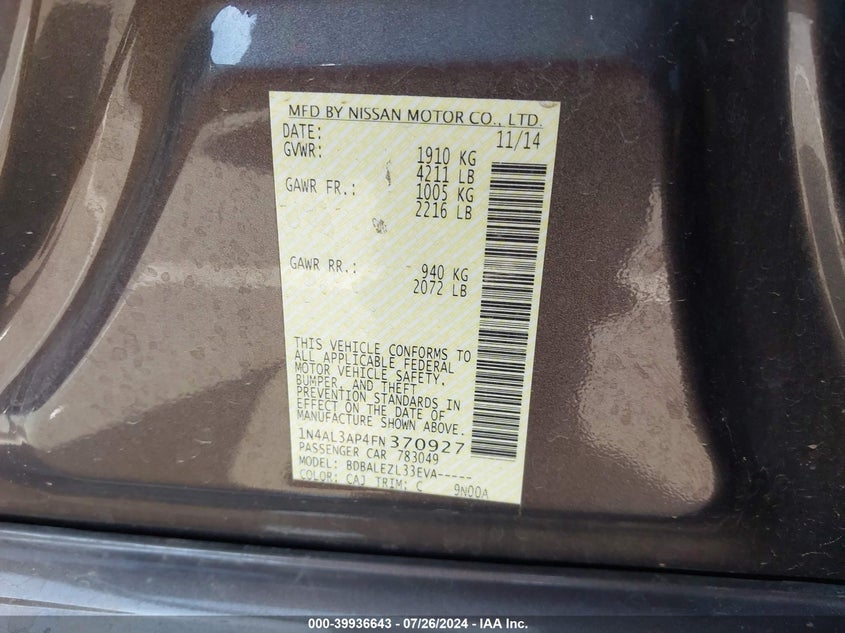 MFD BY NISSAN MOTOR CO., LTD.
DATE: 11/14
GVWR: 1910 KG
4211 LB
GAWR FR.: 1005 KG
2216 LB
GAWR RR.: 940 KG
2072 LB
THIS VEHICLE CONFORMS TO
ALL APPLICABLE FEDERAL
MOTOR VEHICLE SAFETY,
BUMPER, AND THEFT
PREVENTION STANDARDS IN
EFFECT ON THE DATE OF
MANUFACTURE SHOWN ABOVE.
1N4AL3AP4FN370927
PASSENGER CAR 783049
MODEL: BDBALEZL33EVA-----
COLOR: CAJ TRIM: C 9N00A
000-39936643 / 07/26/2024 - IAA Inc.